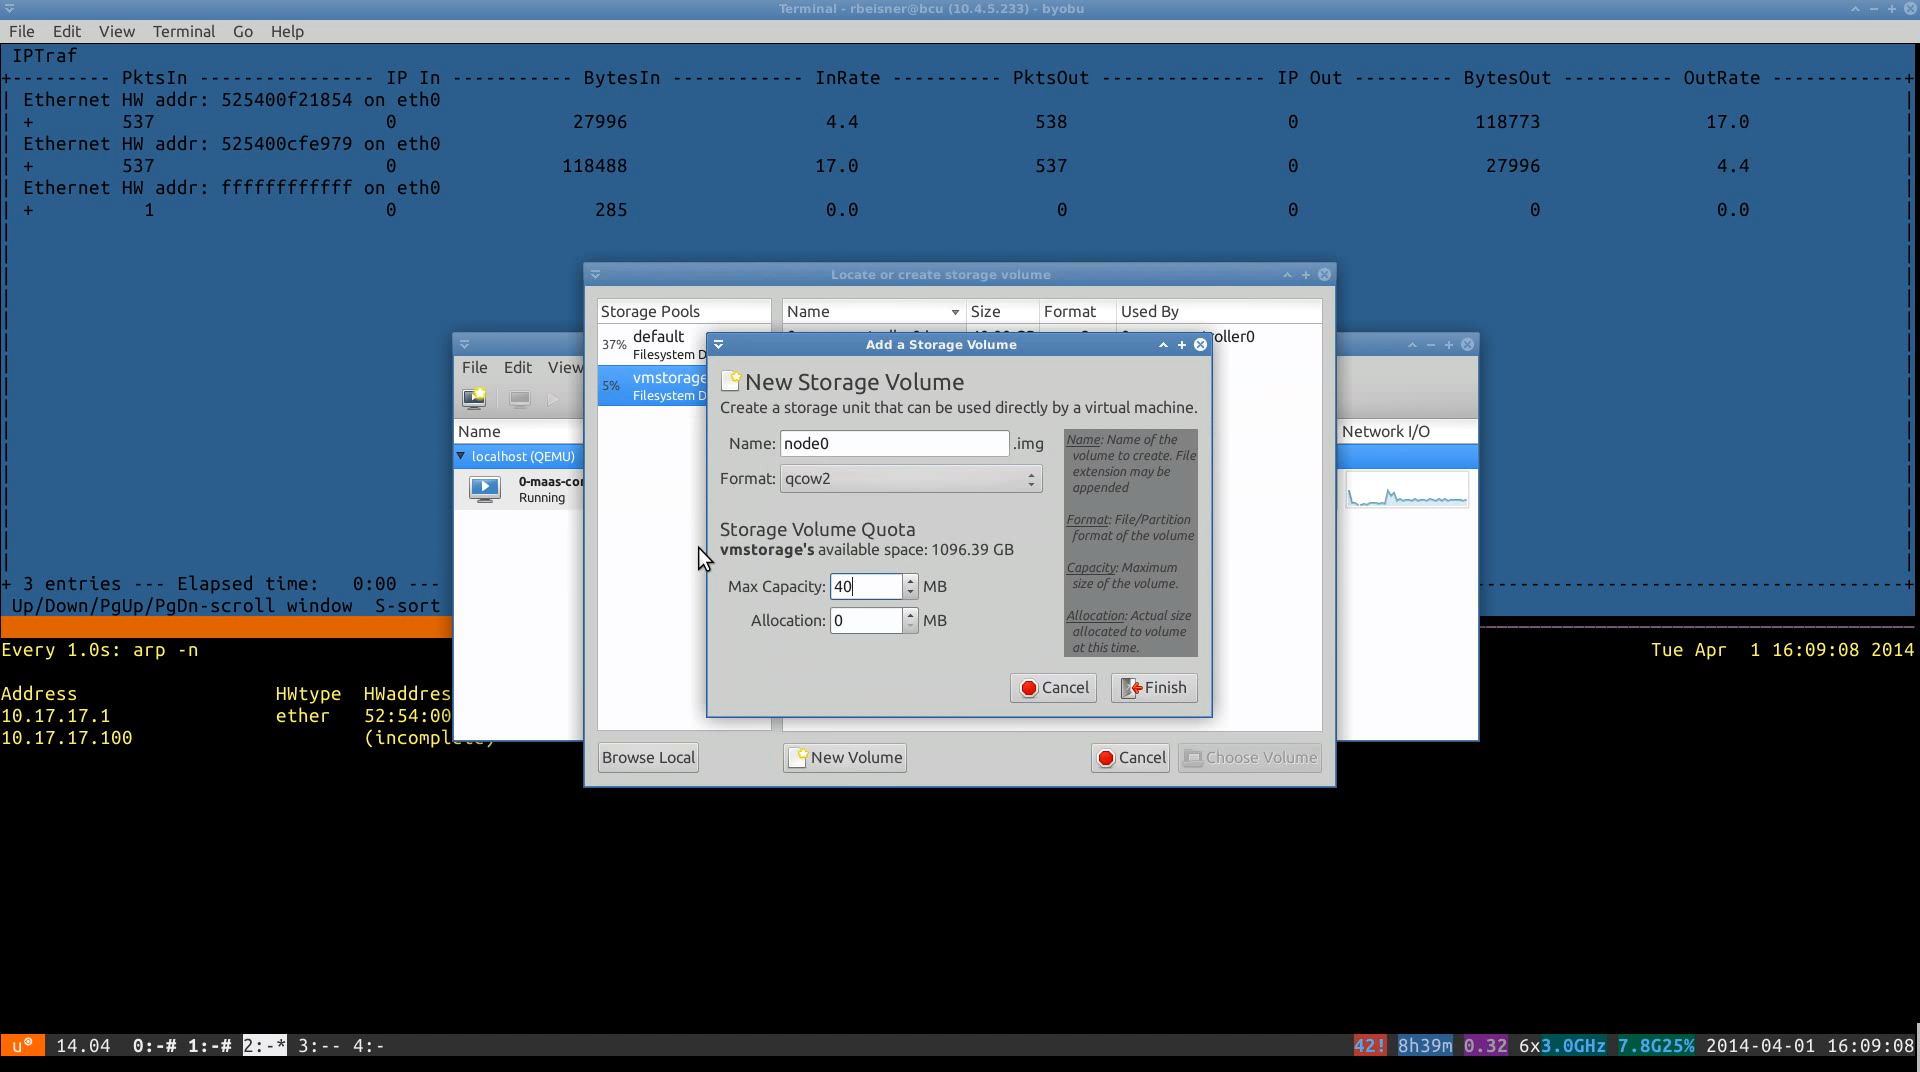 Terminal - rbeisner@bcu (10.4.5.233) - byobu
File Edit View Terminal Go Help
IPTraf
+--------- PktsIn ---------------- IP In ----------- BytesIn ------------ InRate ---------- PktsOut --------------- IP Out --------- BytesOut ---------- OutRate ------------+
Ethernet HW addr: 525400f21854 on eth0
+ 537 0 27996 4.4 538 0 118773 17.0
Ethernet HW addr: 525400cfe979 on eth0
+ 537 0 118488 17.0 537 0 27996 4.4
Ethernet HW addr: ffffffffffff on eth0
+ 1 0 285 0.0 0 0 0 0.0
Locate or create storage volume
Storage Pools Name Size Format Used By
37% default
Filesystem D
oller0
5% vmstorage
Filesystem D
Add a Storage Volume
New Storage Volume
Create a storage unit that can be used directly by a virtual machine.
Name: node0 .img
Format: qcow2
Storage Volume Quota
vmstorage's available space: 1096.39 GB
Max Capacity: 40 MB
Allocation: 0 MB
Name: Name of the
volume to create. File
extension may be
appended
Format: File/Partition
format of the volume
Capacity: Maximum
size of the volume.
Allocation: Actual size
allocated to volume
at this time.
Cancel Finish
Browse Local New Volume Cancel Choose Volume
File Edit View
Name Network I/O
localhost (QEMU)
0-maas-con
Running
+ 3 entries --- Elapsed time: 0:00 ---
Up/Down/PgUp/PgDn-scroll window S-sort
Every 1.0s: arp -n Tue Apr 1 16:09:08 2014
Address HWtype HWaddres
10.17.17.1 ether 52:54:00
10.17.17.100 (incomplete)
u® 14.04 0:-# 1:-# 2:-* 3:-- 4:- 42! 8h39m 0.32 6x3.0GHz 7.8G25% 2014-04-01 16:09:08